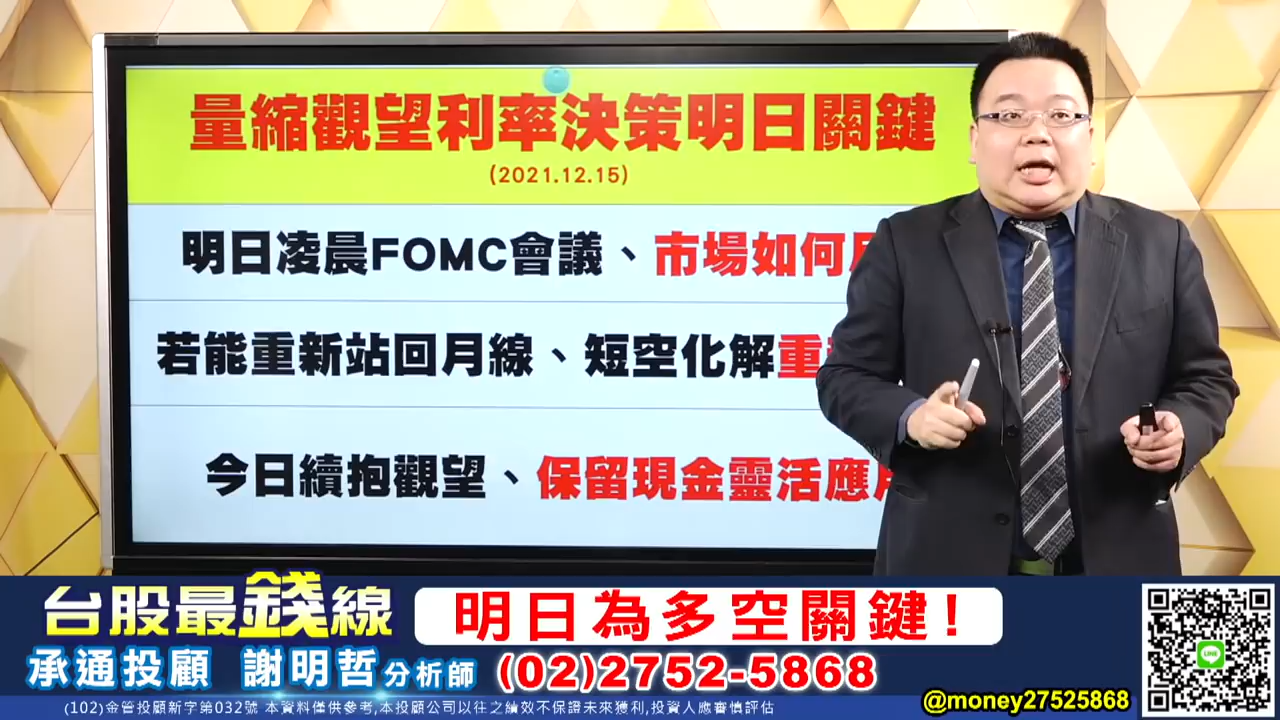 量縮觀望利率決策明日關鍵
(2021.12.15)
明日凌晨FOMC會議、市場如何
若能重新站回月線、短空化解重
今日續抱觀望、保留現金靈活應
台股最錢線
明日為多空關鍵!
承通投顧 謝明哲分析師 (02)2752-5868
(102)金管投顧新字第032號 本資料僅供參考,本投顧公司以往之績效不保證未來獲利,投資人應審慎評估
LINE
@money27525868